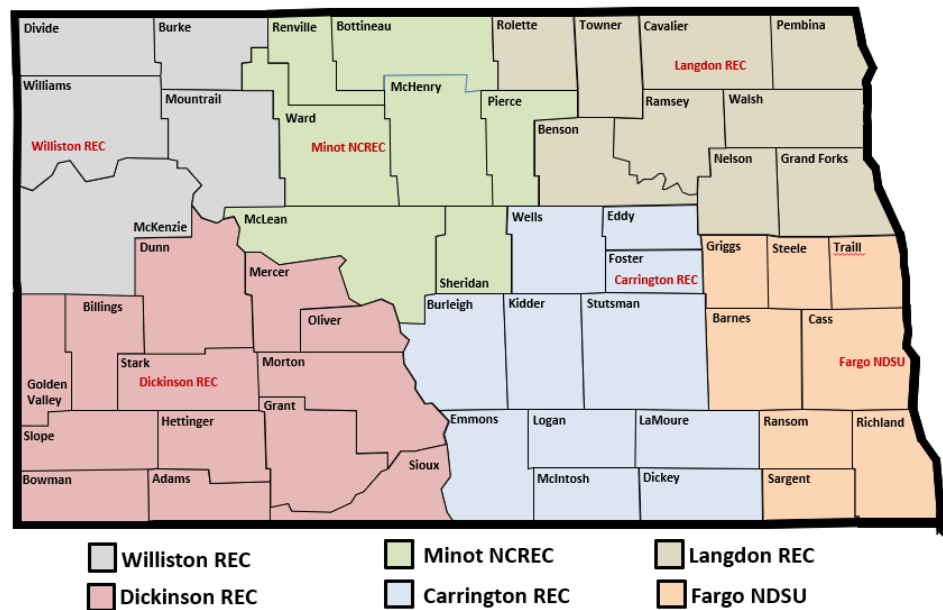 Divide
Burke
Renville
Bottineau
Rolette
Towner
Cavalier
Pembina
Langdon REC
Williams
Mountrail
McHenry
Pierce
Ramsey
Walsh
Ward
Benson
Williston REC
Minot NCREC
Nelson
Grand Forks
McKenzie
McLean
Wells
Eddy
Dunn
Griggs
Steele
Traill
Mercer
Sheridan
Foster
Carrington REC
Billings
Burleigh
Kidder
Stutsman
Oliver
Barnes
Cass
Stark
Morton
Fargo NDSU
Golden
Valley
Dickinson REC
Grant
Slope
Hettinger
Emmons
Logan
LaMoure
Ransom
Richland
Sioux
Bowman
Adams
McIntosh
Dickey
Sargent
Williston REC
Minot NCREC
Langdon REC
Dickinson REC
Carrington REC
Fargo NDSU